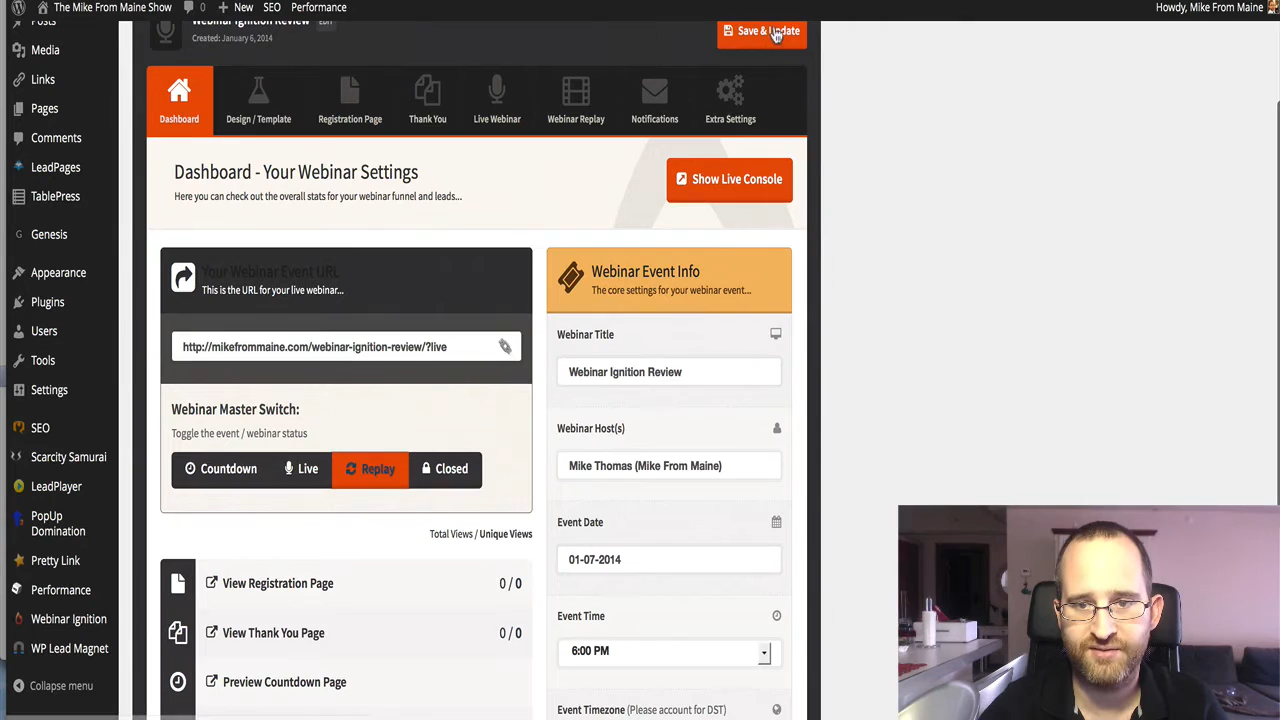 The Mike From Maine Show 0 New SEO Performance Howdy, Mike From Maine
Posts
Media
Links
Pages
Comments
LeadPages
TablePress
Genesis
Appearance
Plugins
Users
Tools
Settings
SEO
Scarcity Samurai
LeadPlayer
PopUp
Domination
Pretty Link
Performance
Webinar Ignition
WP Lead Magnet
Collapse menu
Webinar Ignition Review Edit
Created: January 6, 2014
Save & Update
Dashboard
Design / Template
Registration Page
Thank You
Live Webinar
Webinar Replay
Notifications
Extra Settings
Dashboard - Your Webinar Settings
Here you can check out the overall stats for your webinar funnel and leads...
Show Live Console
Your Webinar Event URL
This is the URL for your live webinar...
http://mikefrommaine.com/webinar-ignition-review/?live
Webinar Master Switch:
Toggle the event / webinar status
Countdown Live Replay Closed
Total Views / Unique Views
View Registration Page 0 / 0
View Thank You Page 0 / 0
Preview Countdown Page
Webinar Event Info
The core settings for your webinar event...
Webinar Title
Webinar Ignition Review
Webinar Host(s)
Mike Thomas (Mike From Maine)
Event Date
01-07-2014
Event Time
6:00 PM
Event Timezone (Please account for DST)